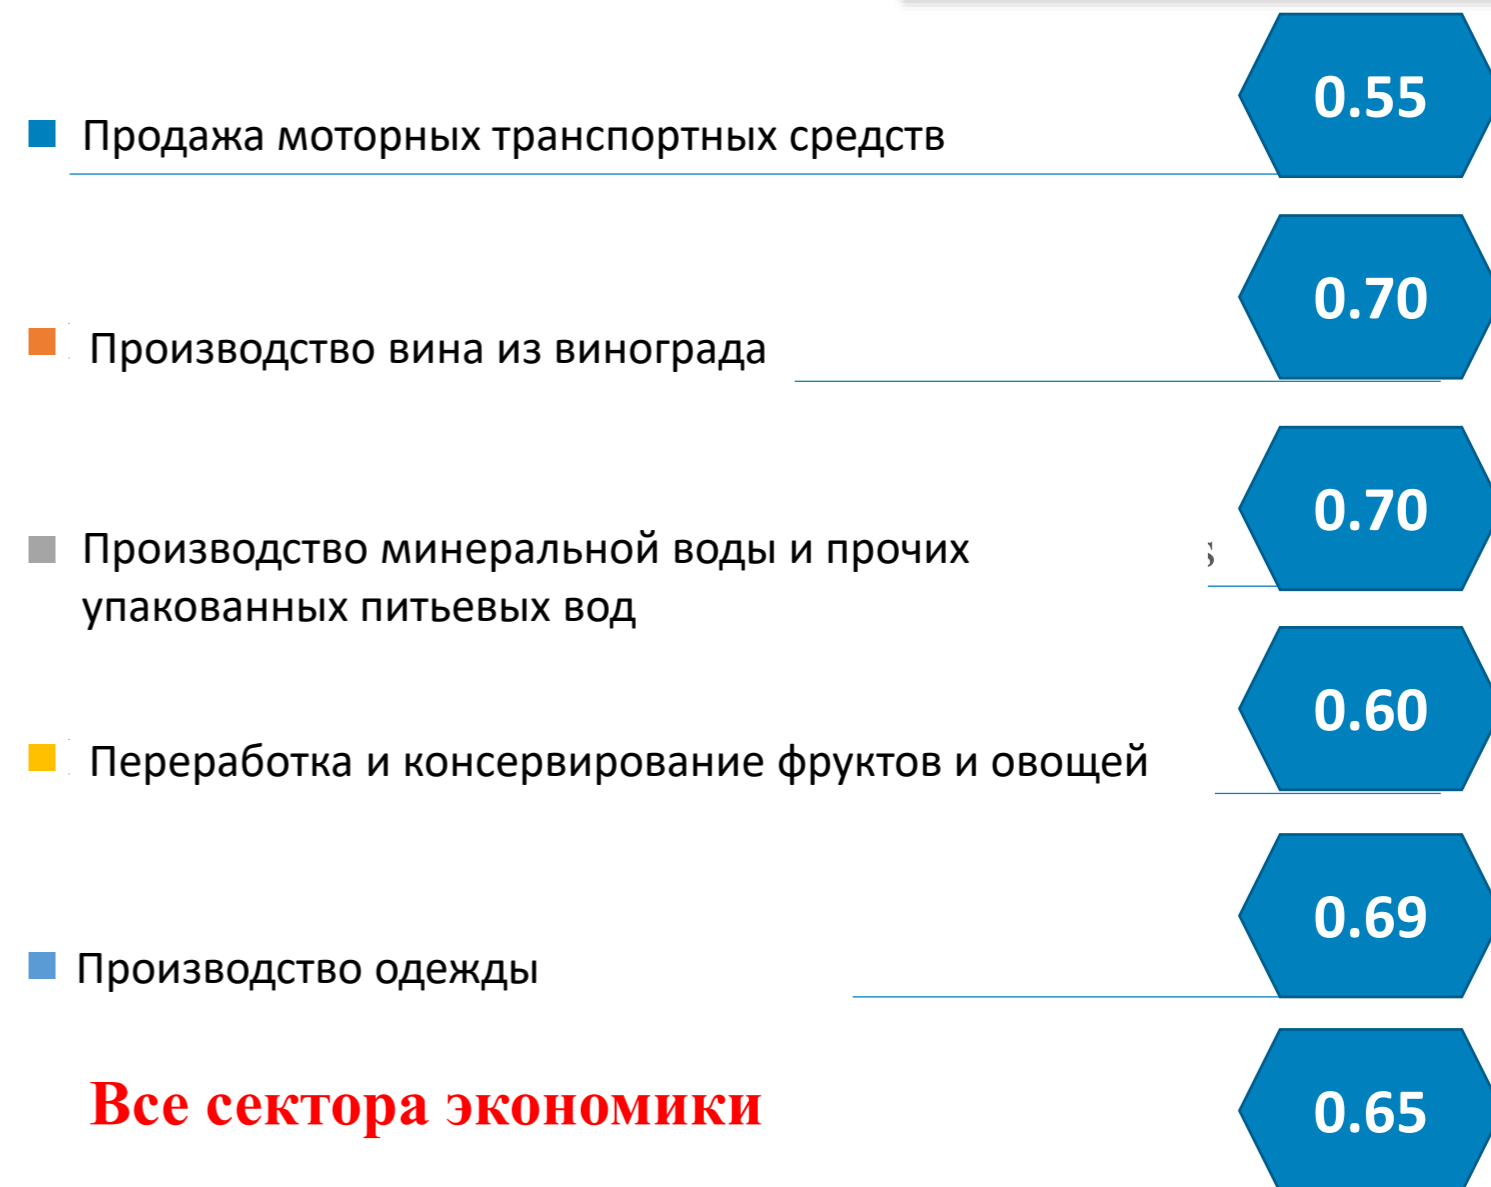 0.55
Продажа моторных транспортных средств
0.70
Производство вина из винограда
0.70
Производство минеральной воды и прочих
упакованных питьевых вод
0.60
Переработка и консервирование фруктов и овощей
0.69
Производство одежды
Все сектора экономики
0.65